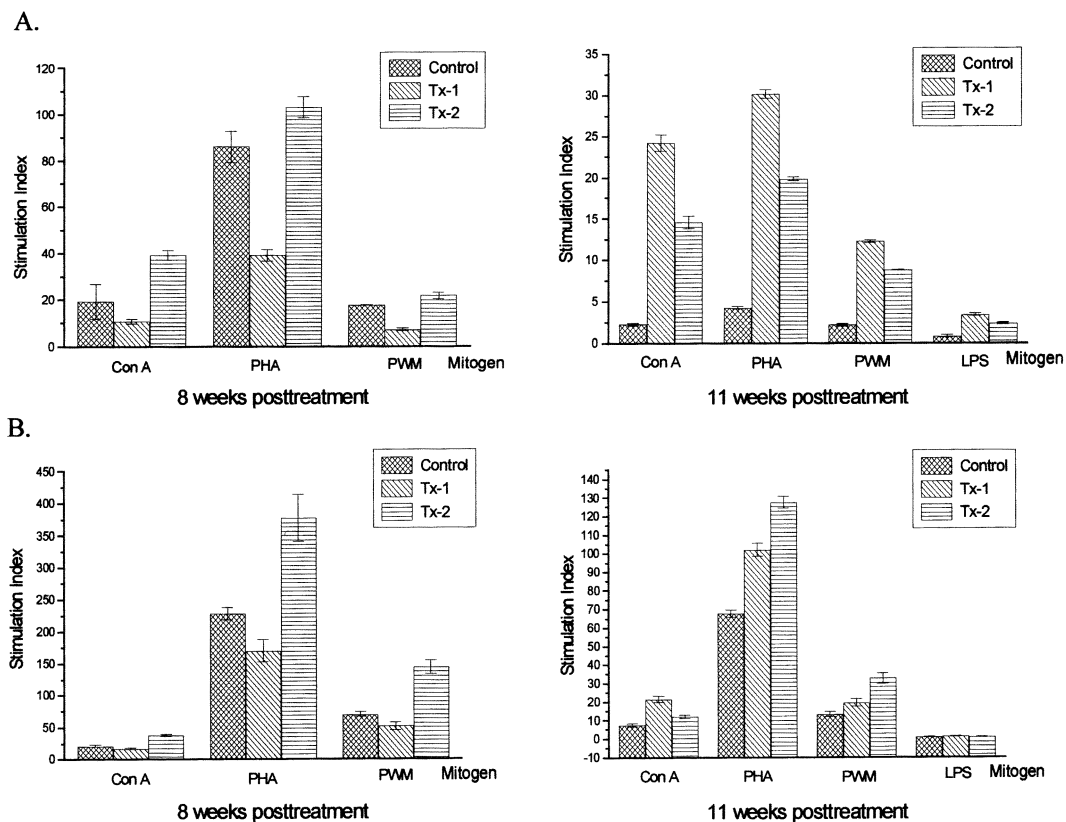 A.
Control
Tx-1
Tx-2
120
100
80
60
40
20
0
Stimulation Index
Con A
PHA
PWM
Mitogen
8 weeks posttreatment
Control
Tx-1
Tx-2
35
30
25
20
15
10
5
0
Stimulation Index
Con A
PHA
PWM
LPS
Mitogen
11 weeks posttreatment
B.
Control
Tx-1
Tx-2
450
400
350
300
250
200
150
100
50
0
Stimulation Index
Con A
PHA
PWM
Mitogen
8 weeks posttreatment
Control
Tx-1
Tx-2
140
130
120
110
100
90
80
70
60
50
40
30
20
10
0
-10
Stimulation Index
Con A
PHA
PWM
LPS
Mitogen
11 weeks posttreatment